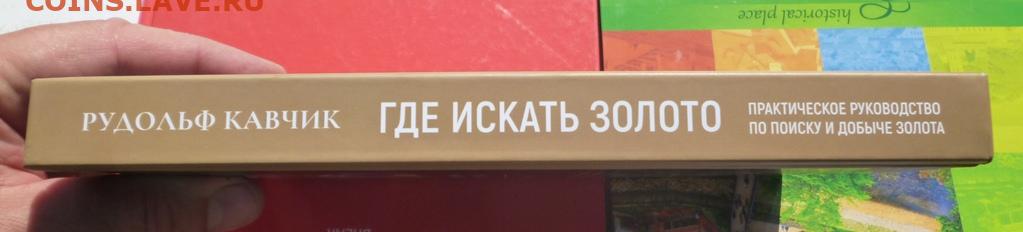 COINS.LAVE.RU
historical place
РУДОЛЬФ КАВЧИК
ГДЕ ИСКАТЬ ЗОЛОТО
ПРАКТИЧЕСКОЕ РУКОВОДСТВО
ПО ПОИСКУ И ДОБЫЧЕ ЗОЛОТА